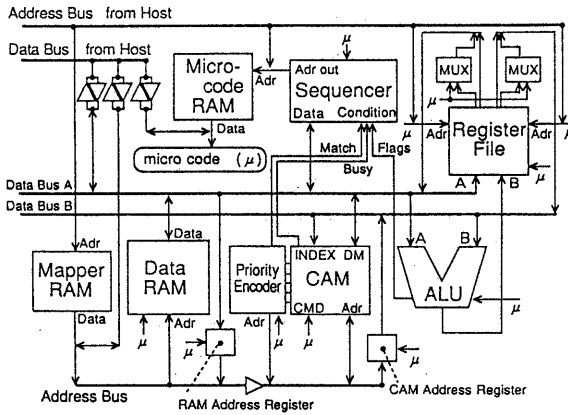 Address Bus from Host
Data Bus from Host
Adr
Micro-
code
RAM
Data
micro code (μ)
μ
Adr out
Sequencer
Data Condition
Match
Flags
Busy
MUX
MUX
μ
μ
Adr
Register
File
Adr
μ
A
B
μ
Data Bus A
Data Bus B
Adr
Mapper
RAM
Data
Data
Data
RAM
Adr
μ
μ
Priority
Encoder
Adr
μ
INDEX DM
CAM
CMD Adr
μ
μ
A
B
ALU
μ
Address Bus
RAM Address Register
CAM Address Register